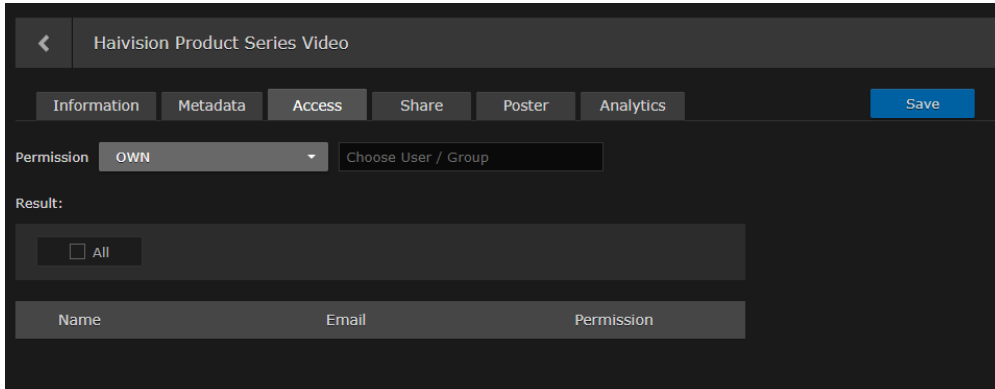 Haivision Product Series Video
Information Metadata Access Share Poster Analytics Save
Permission OWN Choose User / Group
Result:
All
Name Email Permission